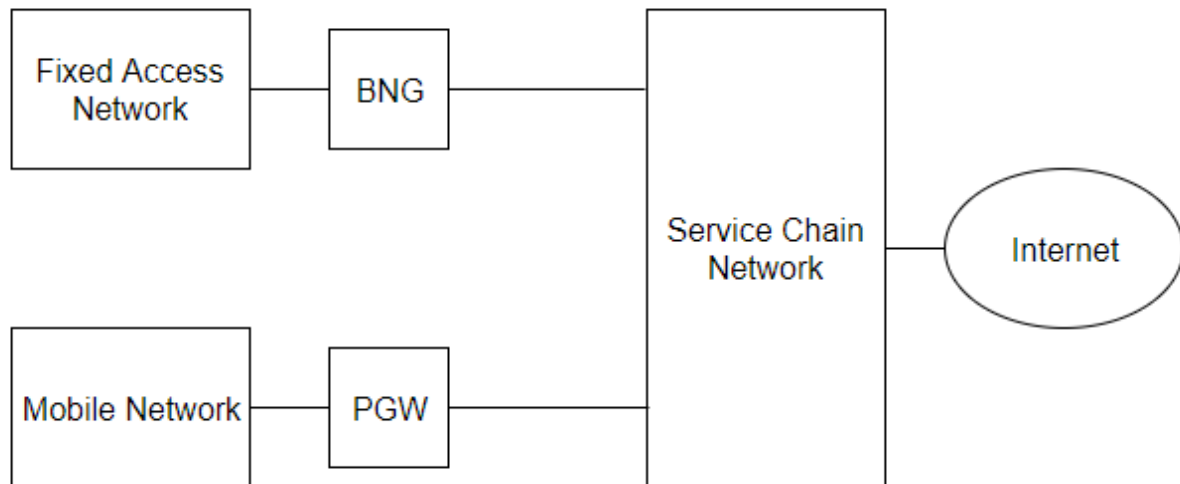 Fixed Access
Network
BNG
Service Chain
Network
Internet
Mobile Network
PGW